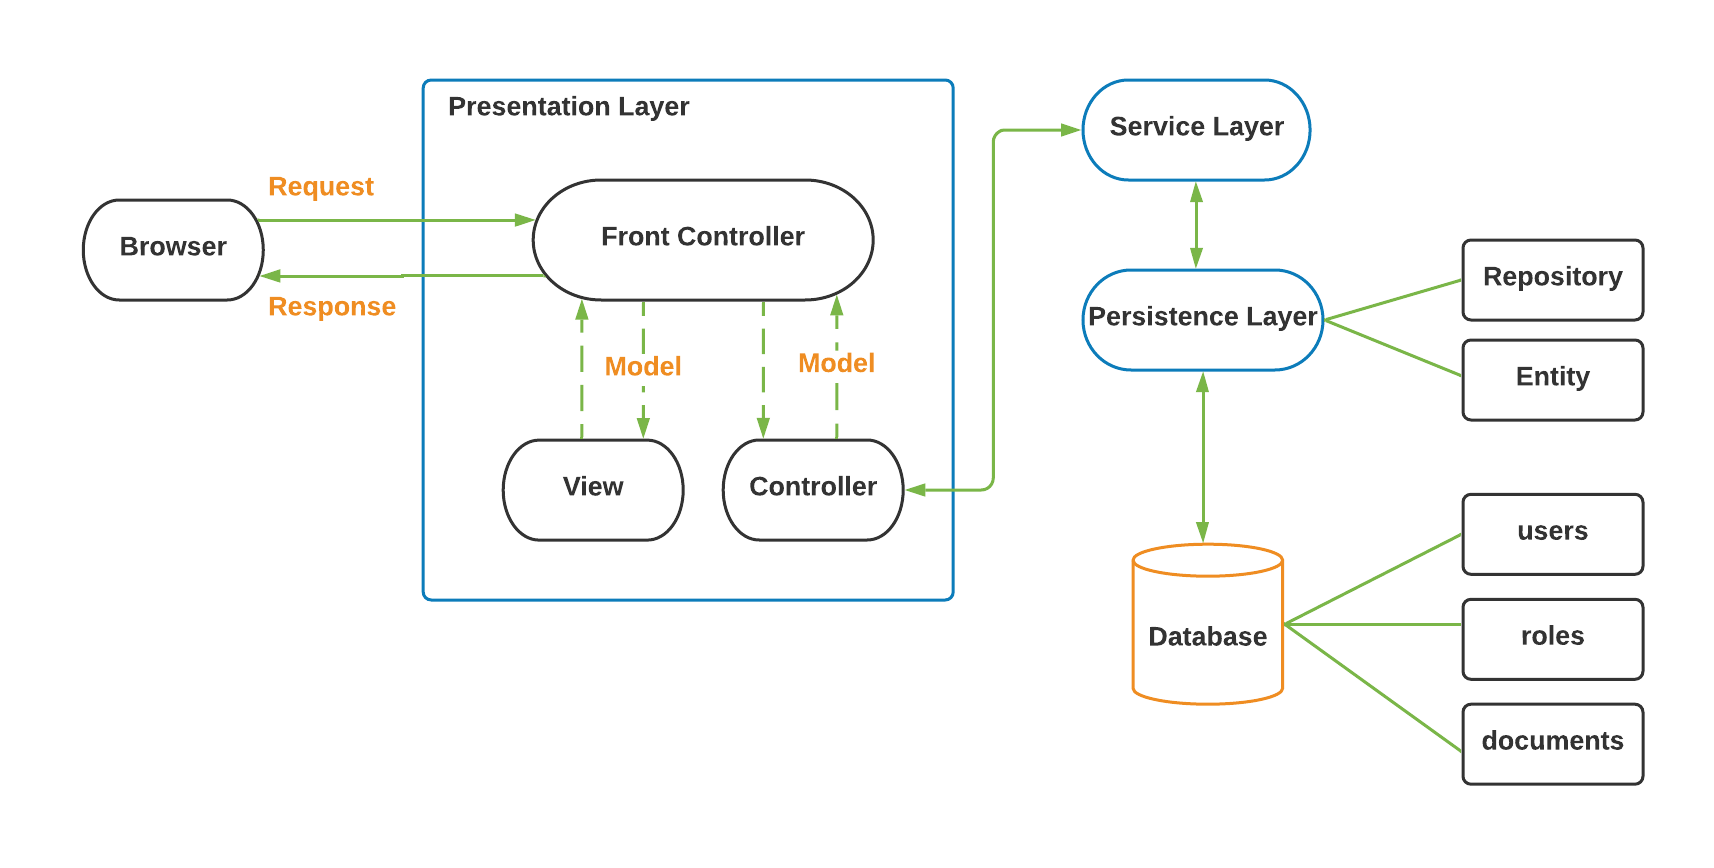 Presentation Layer
Browser
Request
Response
Front Controller
Model
Model
View
Controller
Service Layer
Persistence Layer
Repository
Entity
Database
users
roles
documents